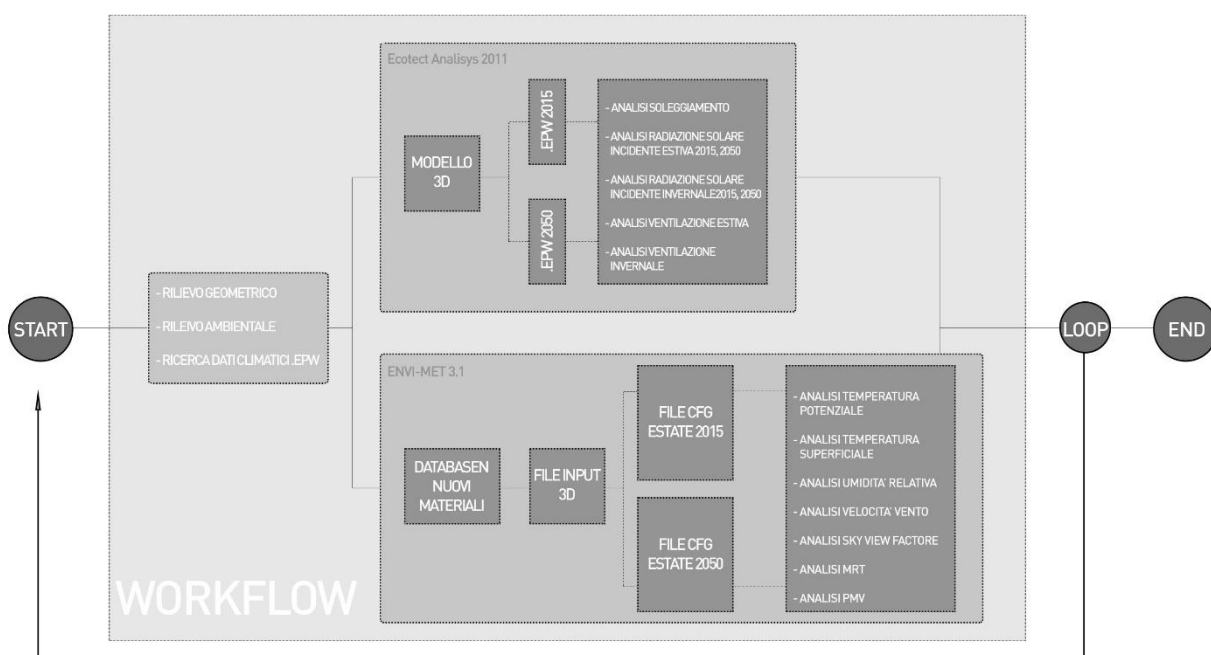 Ecotect Analisys 2011
.EPW 2015
- ANALISI SOLEGGIAMENTO
- ANALISI RADIAZIONE SOLARE
INCIDENTE ESTIVA 2015, 2050
MODELLO
3D
- ANALISI RADIAZIONE SOLARE
INCIDENTE INVERNALE2015, 2050
.EPW 2050
- ANALISI VENTILAZIONE ESTIVA
- ANALISI VENTILAZIONE
INVERNALE
- RILIEVO GEOMETRICO
START
- RILEIVO AMBIENTALE
- RICERCA DATI CLIMATICI .EPW
LOOP
END
ENVI-MET 3.1
FILE CFG
ESTATE 2015
- ANALISI TEMPERATURA
POTENZIALE
- ANALISI TEMPERATURA
SUPERFICIALE
DATABASEN
NUOVI
MATERIALI
FILE INPUT
3D
- ANALISI UMIDITA' RELATIVA
- ANALISI VELOCITA' VENTO
FILE CFG
ESTATE 2050
- ANALISI SKY VIEW FACTORE
- ANALISI MRT
- ANALISI PMV
WORKFLOW